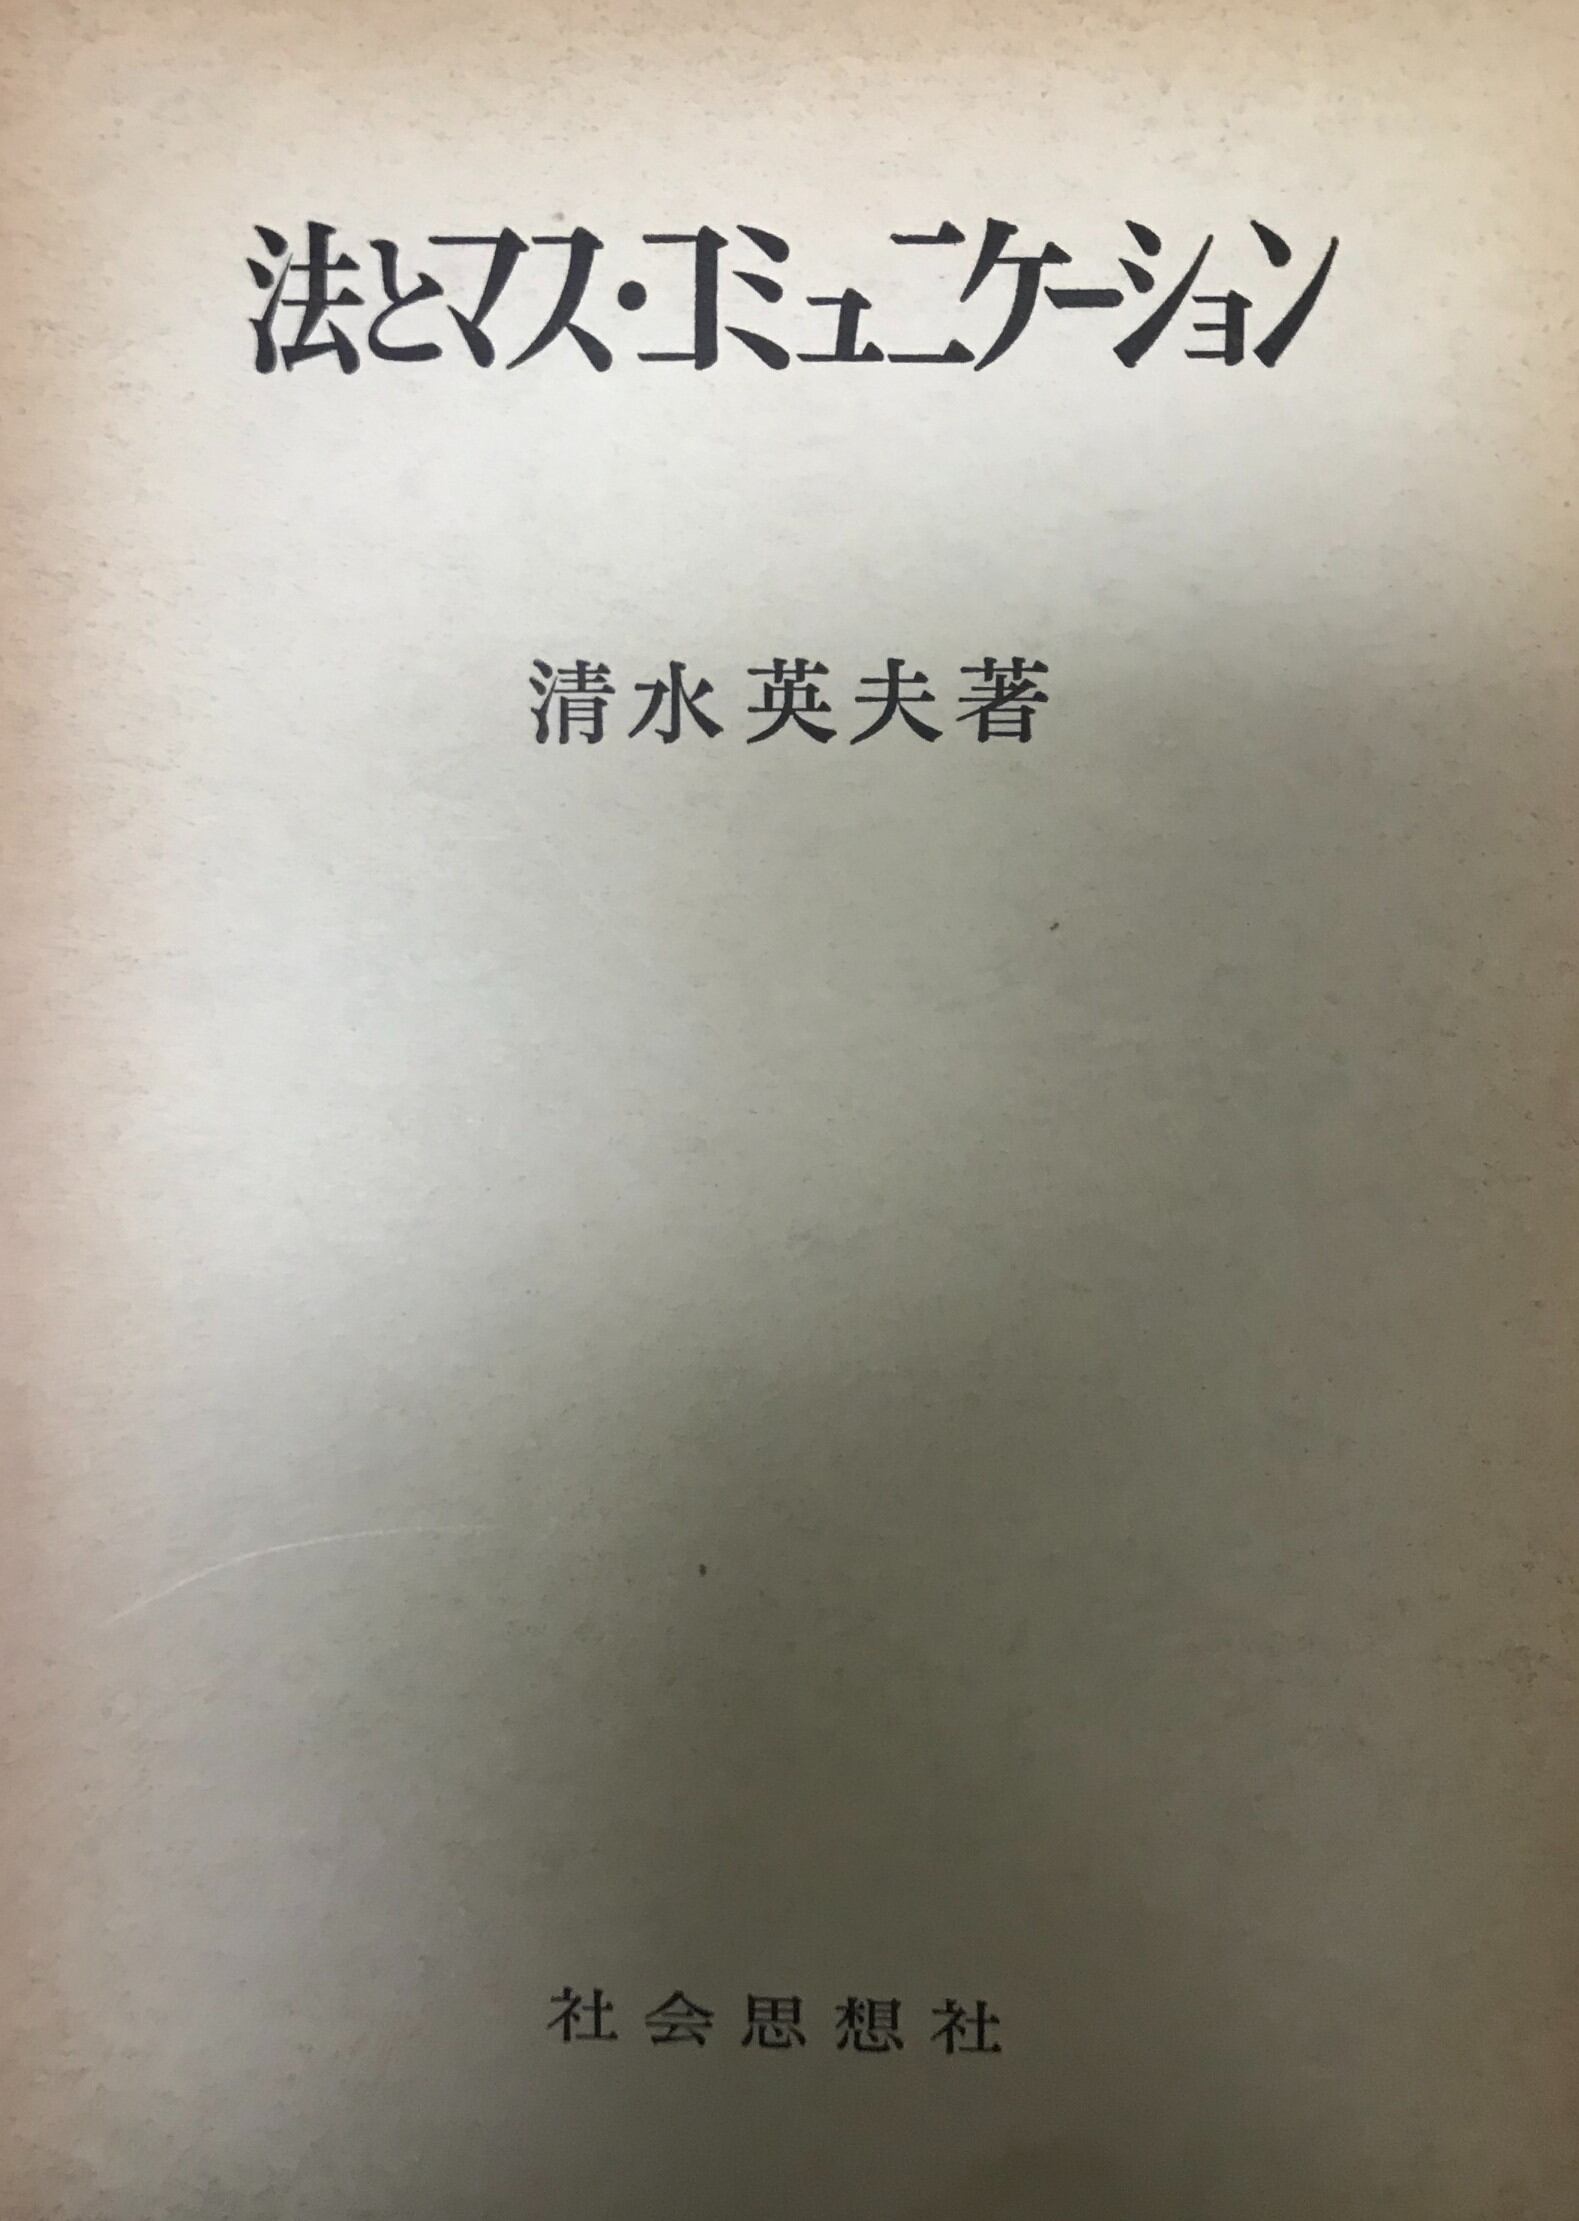 法とマス・コミュニケーション
清水英夫著
社会思想社